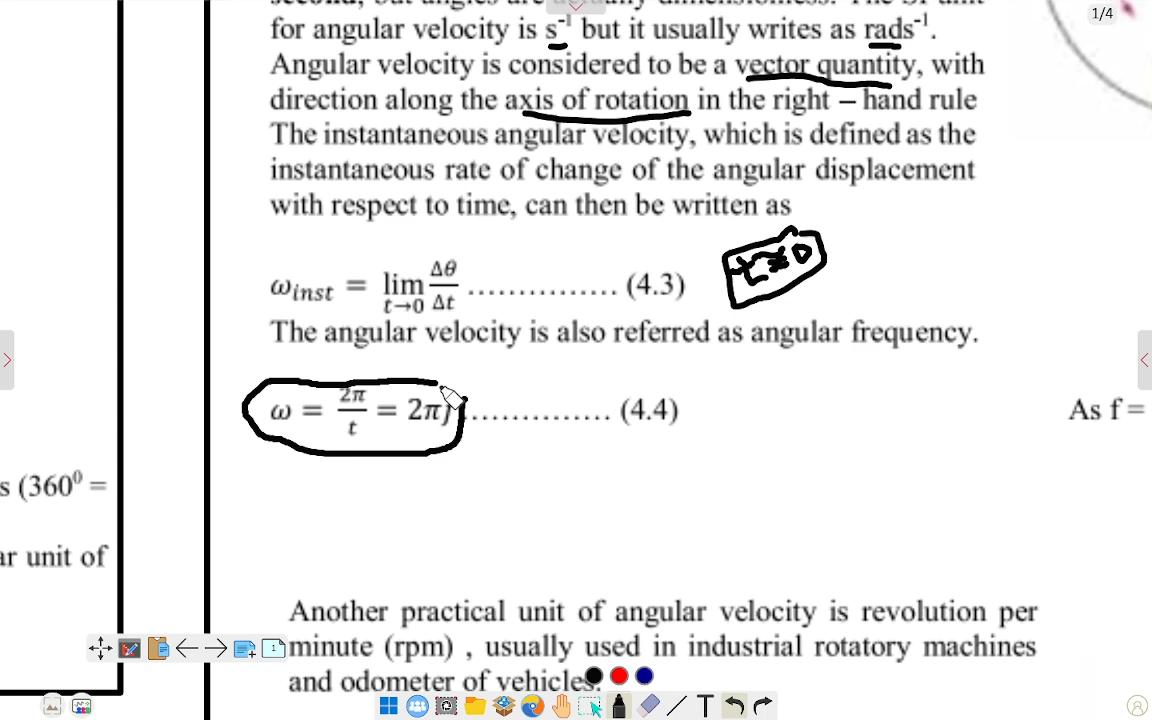 for angular velocity is s⁻¹ but it usually writes as rads⁻¹.
Angular velocity is considered to be a vector quantity, with
direction along the axis of rotation in the right – hand rule
The instantaneous angular velocity, which is defined as the
instantaneous rate of change of the angular displacement
with respect to time, can then be written as
t≈0
ω_inst = lim_{t→0} Δθ/Δt ............... (4.3)
The angular velocity is also referred as angular frequency.
ω = 2π/t = 2πf .............. (4.4)
As f =
s (360⁰ =
ar unit of
Another practical unit of angular velocity is revolution per
minute (rpm) , usually used in industrial rotatory machines
and odometer of vehicles.
1/4
1
T